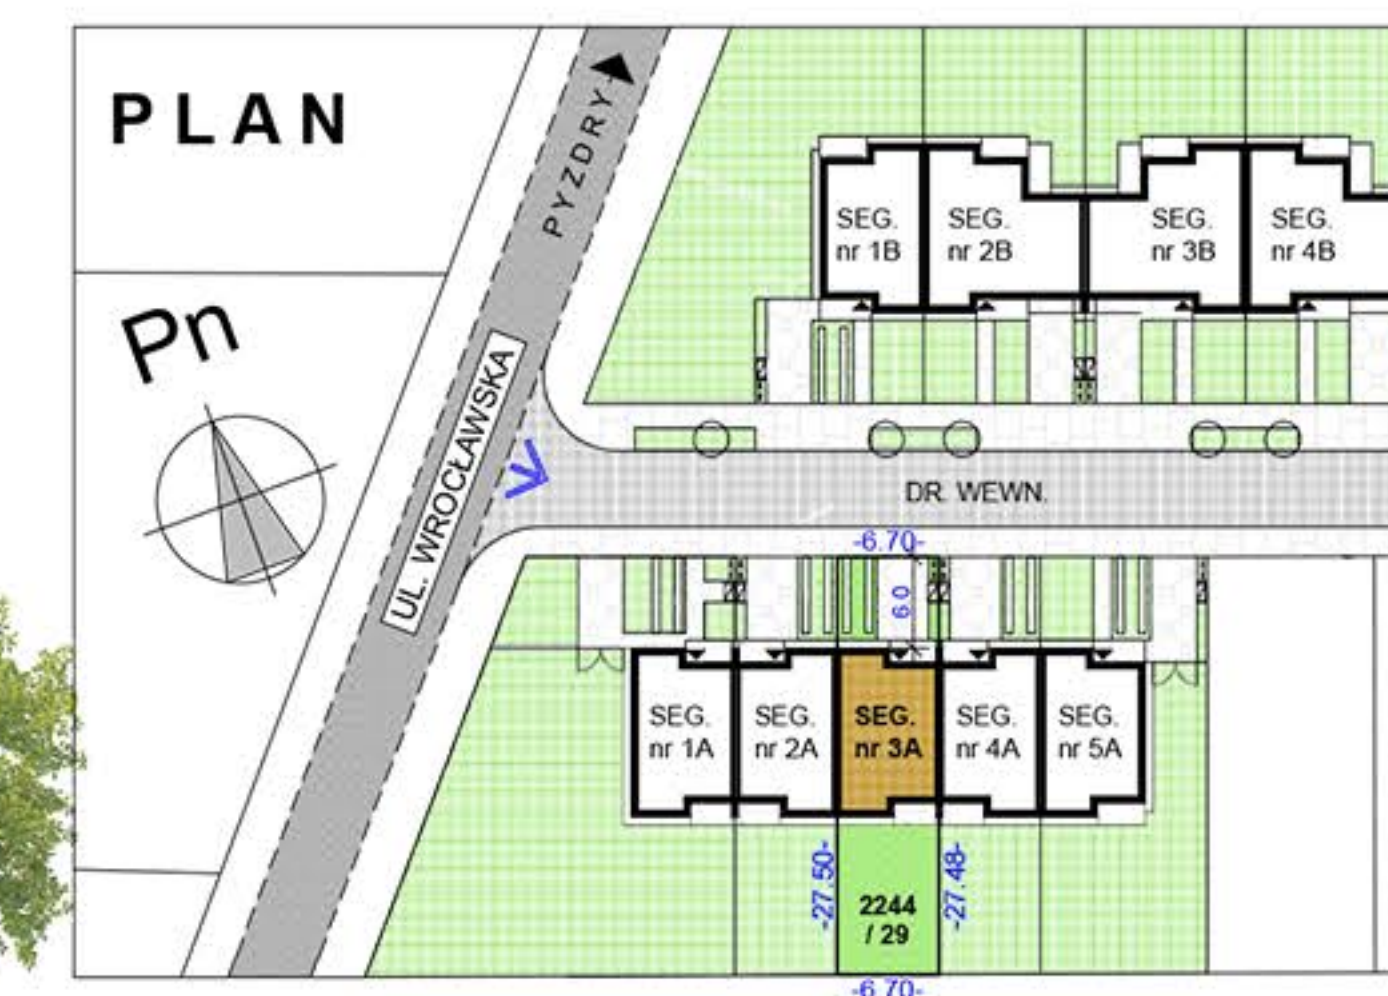 PLAN
PYZDRY
Pn
UL. WROCŁAWSKA
SEG.
nr 1B
SEG.
nr 2B
SEG.
nr 3B
SEG.
nr 4B
DR. WEWN.
-6.70-
6.0
SEG.
nr 1A
SEG.
nr 2A
SEG.
nr 3A
SEG.
nr 4A
SEG.
nr 5A
-27.50-
2244
/ 29
-27.48-
-6.70-